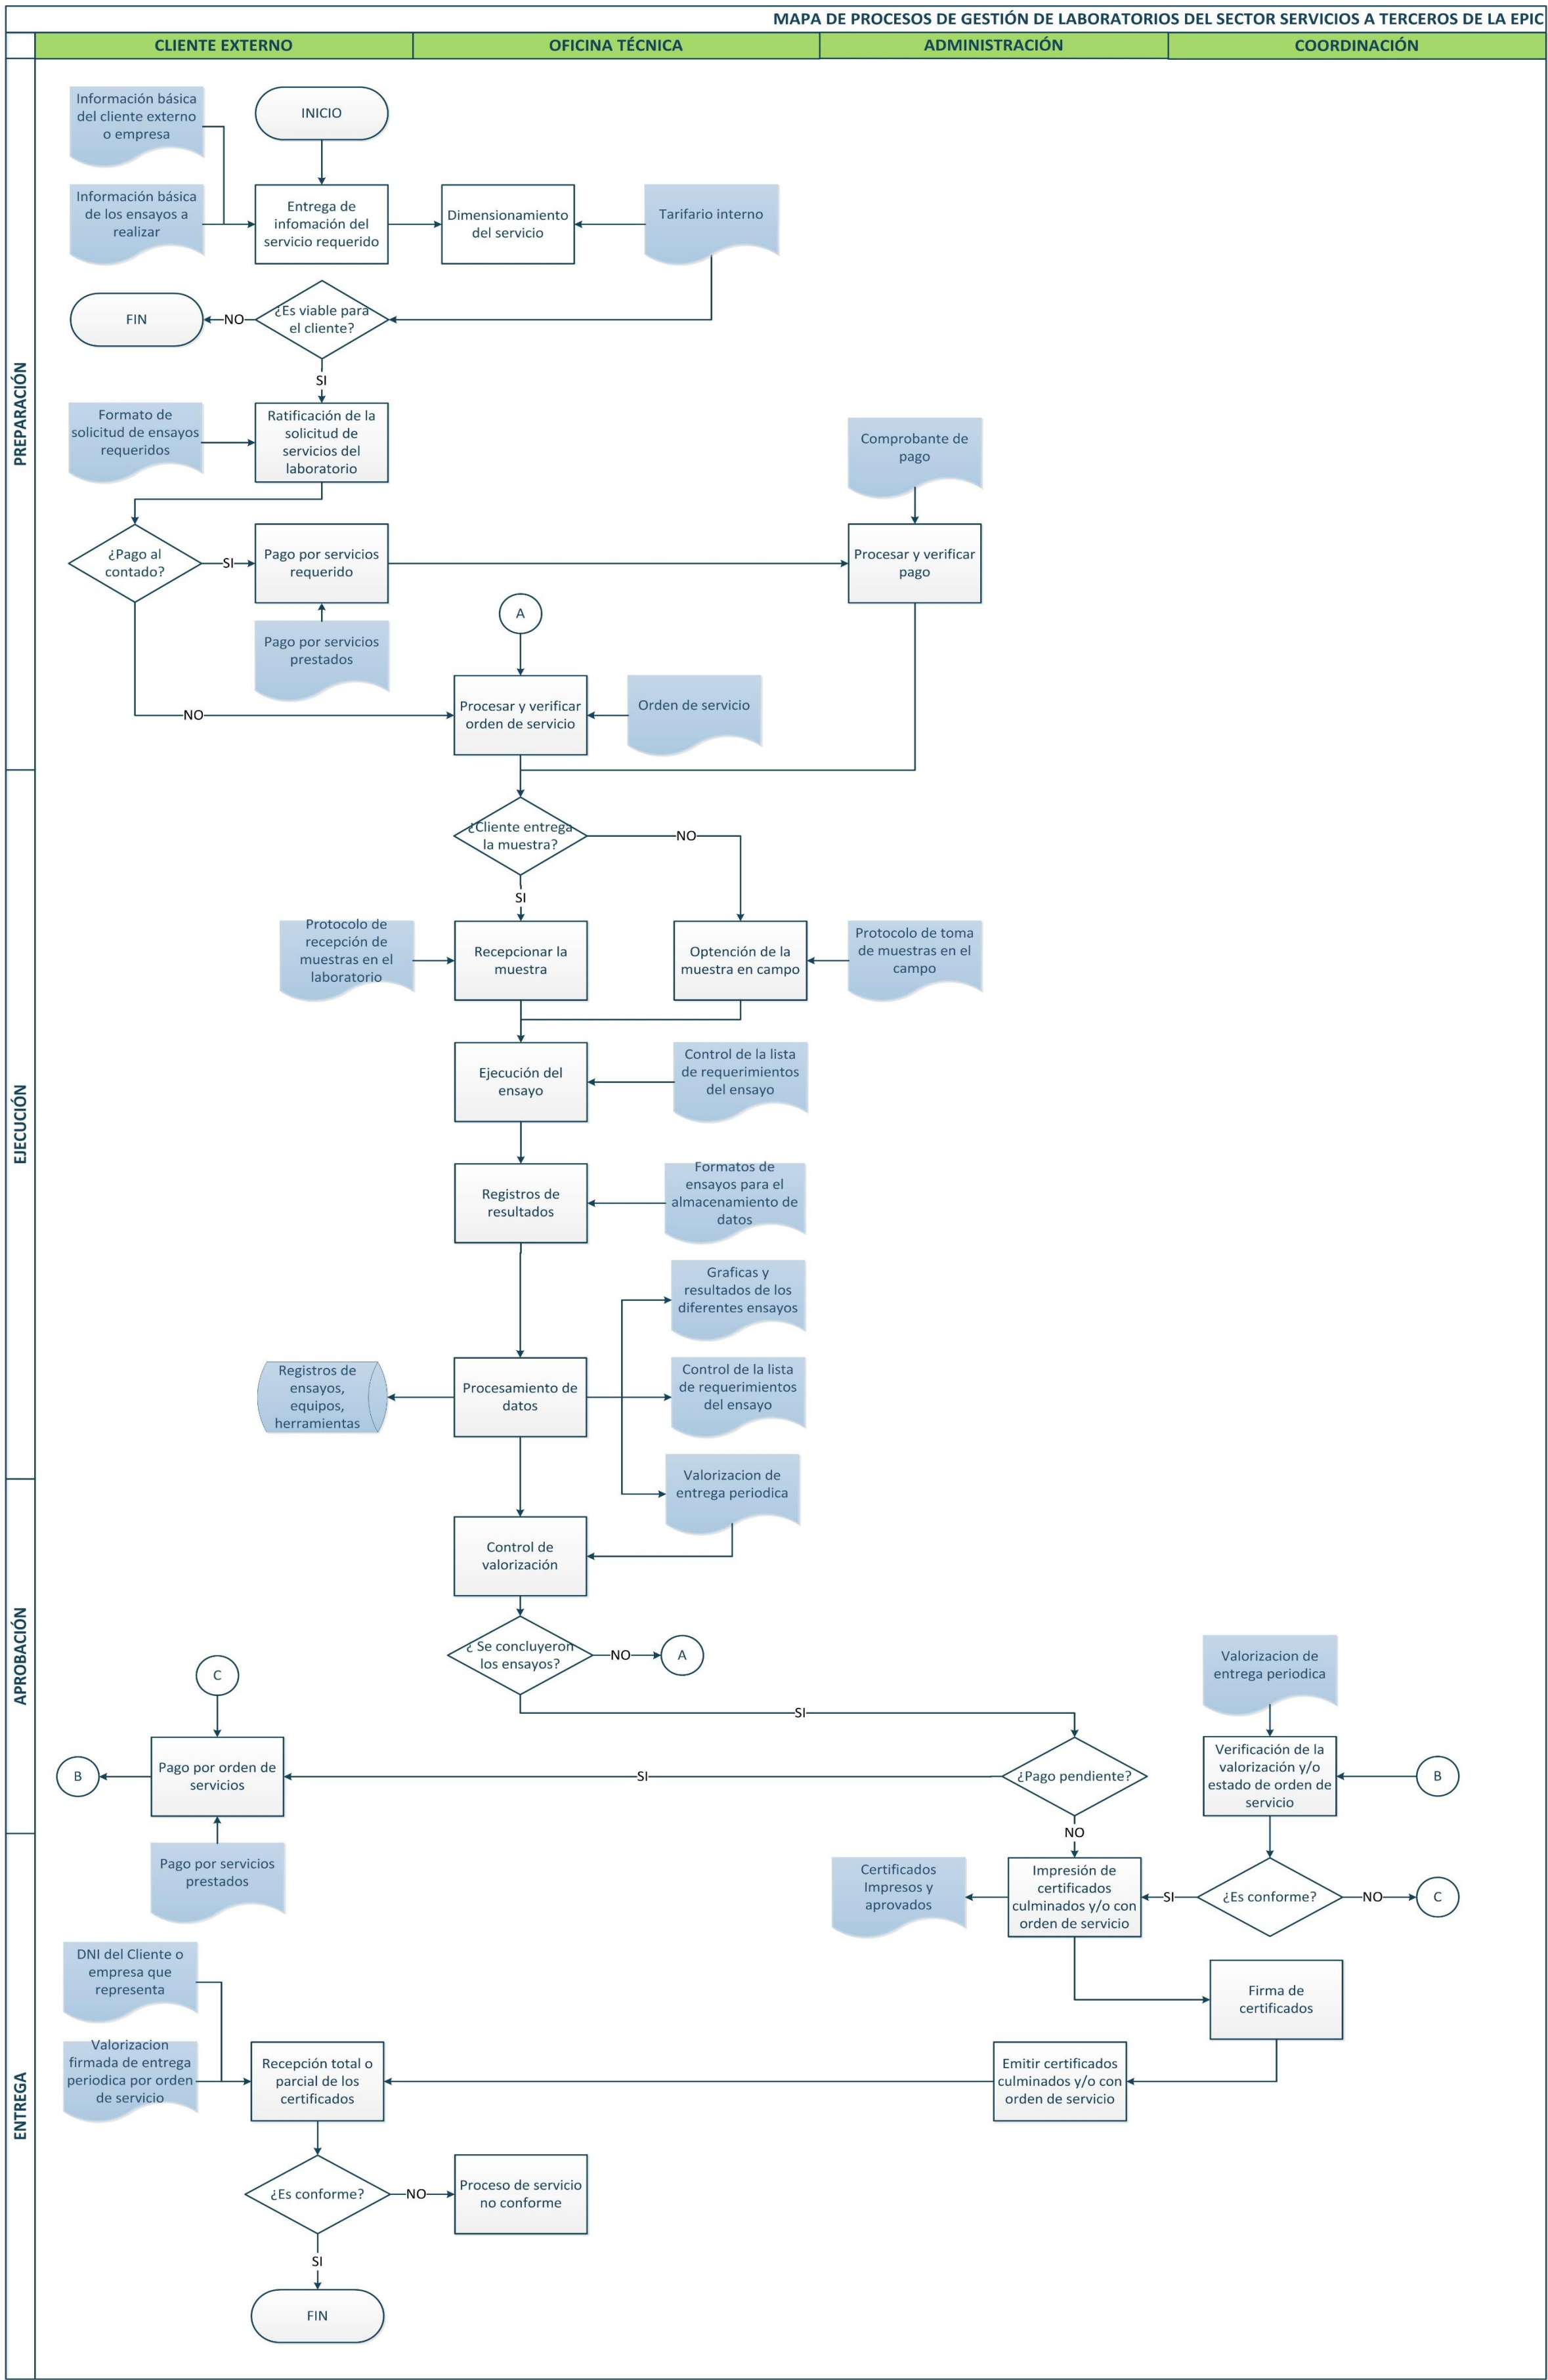 MAPA DE PROCESOS DE GESTIÓN DE LABORATORIOS DEL SECTOR SERVICIOS A TERCEROS DE LA EPIC
CLIENTE EXTERNO
OFICINA TÉCNICA
ADMINISTRACIÓN
COORDINACIÓN
PREPARACIÓN
Información básica
del cliente externo
o empresa
INICIO
Información básica
de los ensayos a
realizar
Entrega de
infomación del
servicio requerido
Dimensionamiento
del servicio
Tarifario interno
FIN
NO
¿Es viable para
el cliente?
SI
Formato de
solicitud de ensayos
requeridos
Ratificación de la
solicitud de
servicios del
laboratorio
Comprobante de
pago
¿Pago al
contado?
SI
Pago por servicios
requerido
Procesar y verificar
pago
A
Pago por servicios
prestados
NO
Procesar y verificar
orden de servicio
Orden de servicio
EJECUCIÓN
¿Cliente entrega
la muestra?
NO
SI
Protocolo de
recepción de
muestras en el
laboratorio
Recepcionar la
muestra
Optención de la
muestra en campo
Protocolo de toma
de muestras en el
campo
Ejecución del
ensayo
Control de la lista
de requerimientos
del ensayo
Registros de
resultados
Formatos de
ensayos para el
almacenamiento de
datos
Graficas y
resultados de los
diferentes ensayos
Registros de
ensayos,
equipos,
herramientas
Procesamiento de
datos
Control de la lista
de requerimientos
del ensayo
APROBACIÓN
Valorizacion de
entrega periodica
Control de
valorización
¿ Se concluyeron
los ensayos?
NO
A
C
Valorizacion de
entrega periodica
SI
B
Pago por orden de
servicios
SI
¿Pago pendiente?
Verificación de la
valorización y/o
estado de orden de
servicio
B
NO
ENTREGA
Pago por servicios
prestados
Certificados
Impresos y
aprovados
Impresión de
certificados
culminados y/o con
orden de servicio
SI
¿Es conforme?
NO
C
DNI del Cliente o
empresa que
representa
Firma de
certificados
Valorizacion
firmada de entrega
periodica por orden
de servicio
Recepción total o
parcial de los
certificados
Emitir certificados
culminados y/o con
orden de servicio
¿Es conforme?
NO
Proceso de servicio
no conforme
SI
FIN